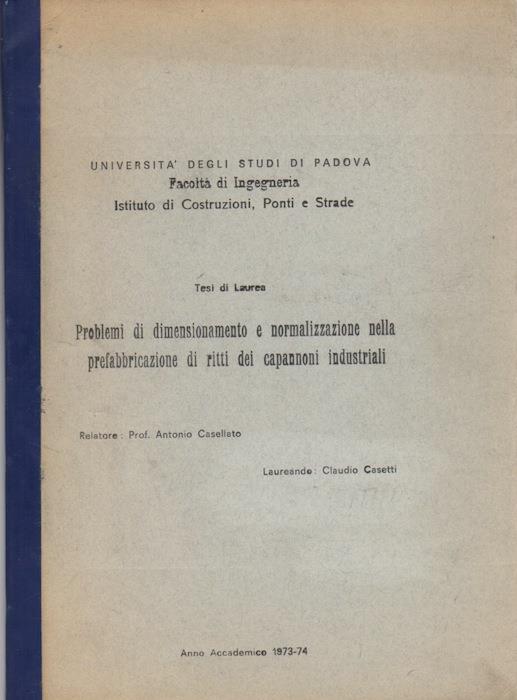 UNIVERSITA' DEGLI STUDI DI PADOVA
Facoltà di Ingegneria
Istituto di Costruzioni, Ponti e Strade
Tesi di Laurea
Problemi di dimensionamento e normalizzazione nella
prefabbricazione di ritti dei capannoni industriali
Relatore : Prof. Antonio Casellato
Laureando : Claudio Casetti
Anno Accademico 1973-74